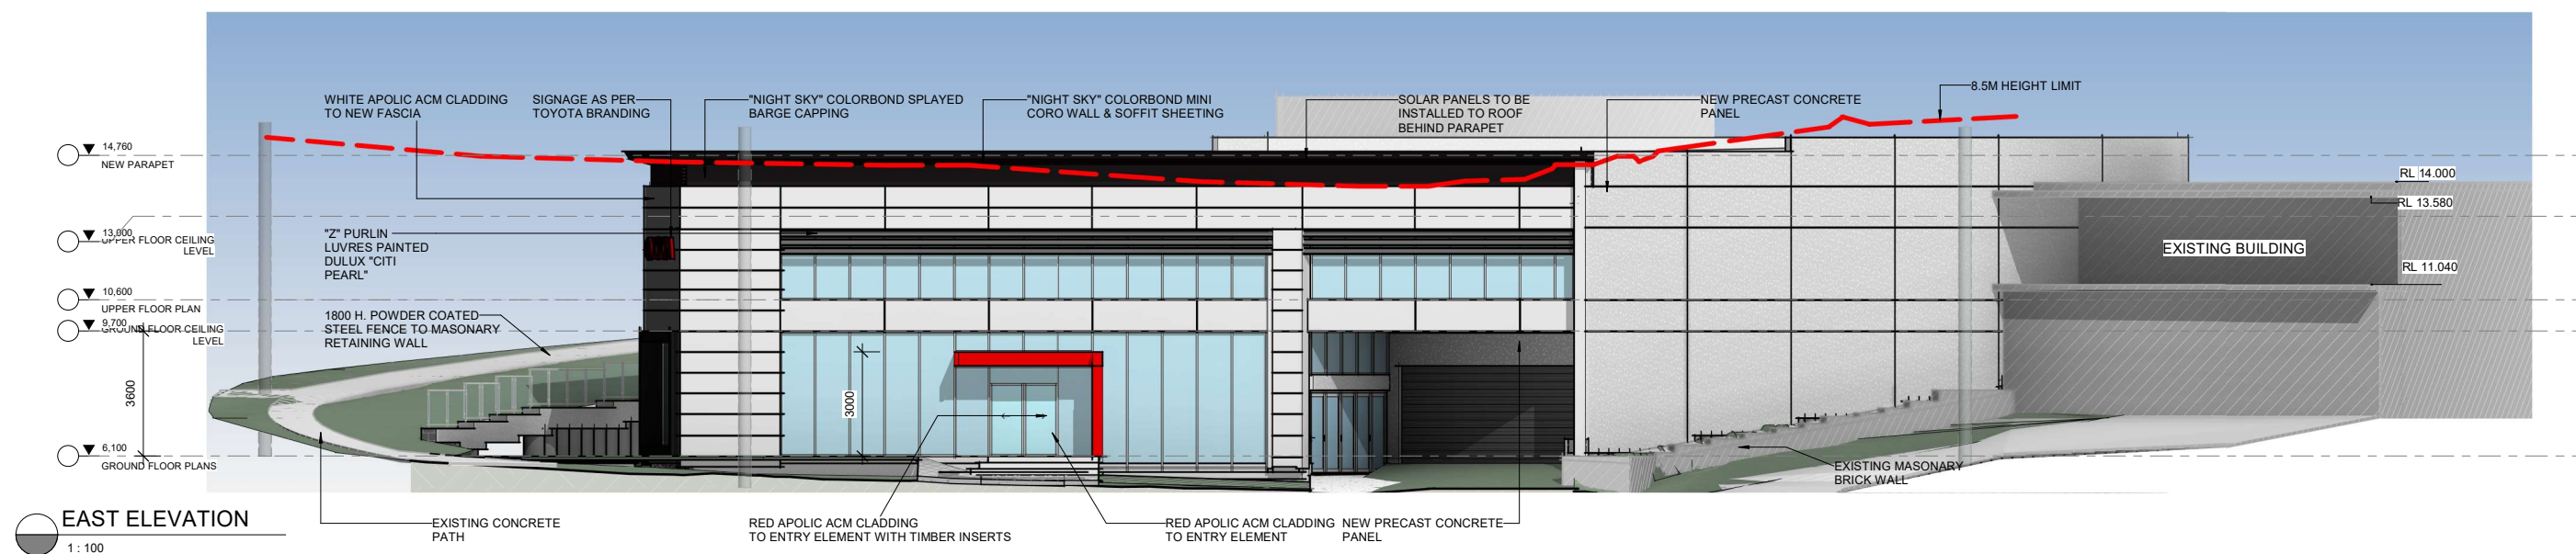 WHITE APOLIC ACM CLADDING
TO NEW FASCIA
SIGNAGE AS PER
TOYOTA BRANDING
"NIGHT SKY" COLORBOND SPLAYED
BARGE CAPPING
"NIGHT SKY" COLORBOND MINI
CORO WALL & SOFFIT SHEETING
SOLAR PANELS TO BE
INSTALLED TO ROOF
BEHIND PARAPET
NEW PRECAST CONCRETE
PANEL
8.5M HEIGHT LIMIT
14,760
NEW PARAPET
RL 14.000
RL 13.580
13,000
UPPER FLOOR CEILING
LEVEL
"Z" PURLIN
LUVRES PAINTED
DULUX "CITI
PEARL"
EXISTING BUILDING
RL 11.040
10,600
UPPER FLOOR PLAN
9,700
GROUND FLOOR CEILING
LEVEL
1800 H. POWDER COATED
STEEL FENCE TO MASONARY
RETAINING WALL
3600
3000
6,100
GROUND FLOOR PLANS
EXISTING MASONARY
BRICK WALL
EAST ELEVATION
1 : 100
EXISTING CONCRETE
PATH
RED APOLIC ACM CLADDING
TO ENTRY ELEMENT WITH TIMBER INSERTS
RED APOLIC ACM CLADDING
TO ENTRY ELEMENT
NEW PRECAST CONCRETE
PANEL